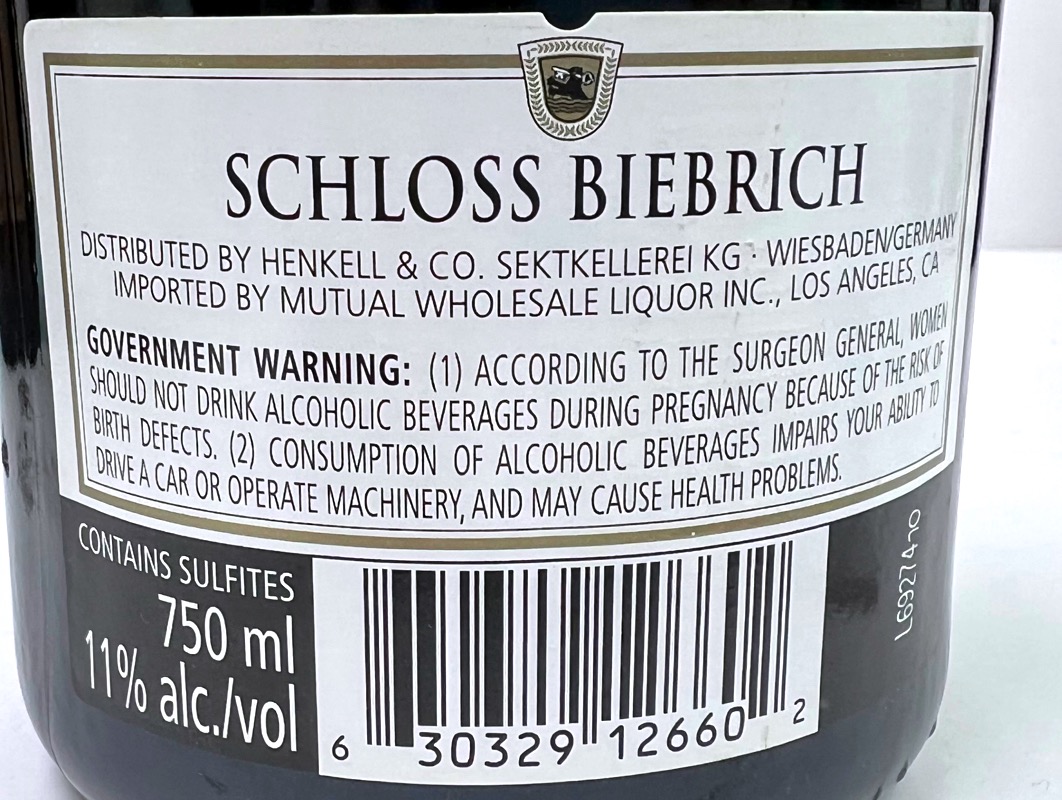 SCHLOSS BIEBRICH
DISTRIBUTED BY HENKELL & CO. SEKTKELLEREI KG · WIESBADEN/GERMANY
IMPORTED BY MUTUAL WHOLESALE LIQUOR INC., LOS ANGELES, CA
GOVERNMENT WARNING: (1) ACCORDING TO THE SURGEON GENERAL, WOMEN
SHOULD NOT DRINK ALCOHOLIC BEVERAGES DURING PREGNANCY BECAUSE OF THE RISK OF
BIRTH DEFECTS. (2) CONSUMPTION OF ALCOHOLIC BEVERAGES IMPAIRS YOUR ABILITY TO
DRIVE A CAR OR OPERATE MACHINERY, AND MAY CAUSE HEALTH PROBLEMS.
CONTAINS SULFITES
750 ml
11% alc./vol
6 30329 12660 2
L69274 10